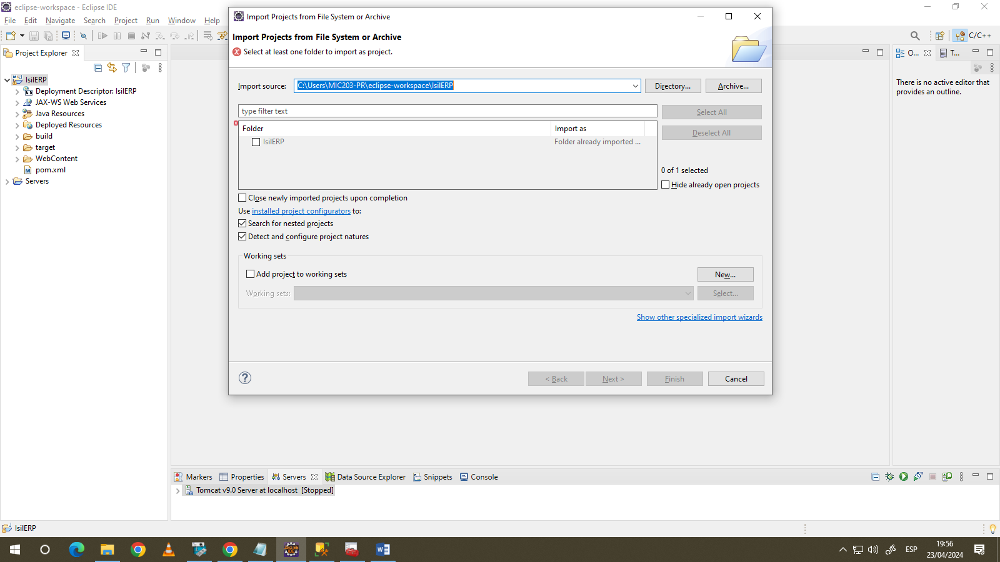 eclipse-workspace - Eclipse IDE
File Edit Navigate Search Project Run Window Help
C/C++
Project Explorer
IsilERP
Deployment Descriptor: IsilERP
JAX-WS Web Services
Java Resources
Deployed Resources
build
target
WebContent
pom.xml
Servers
Import Projects from File System or Archive
Import Projects from File System or Archive
Select at least one folder to import as project.
Import source: C:\Users\MIC203-PR\eclipse-workspace\IsilERP Directory... Archive...
type filter text
Select All
Folder Import as
Deselect All
IsilERP Folder already imported ...
0 of 1 selected
Hide already open projects
Close newly imported projects upon completion
Use installed project configurators to:
Search for nested projects
Detect and configure project natures
Working sets
Add project to working sets New...
Working sets: Select...
Show other specialized import wizards
< Back Next > Finish Cancel
O... T...
There is no active editor that
provides an outline.
Markers Properties Servers Data Source Explorer Snippets Console
Tomcat v9.0 Server at localhost [Stopped]
IsilERP
ESP
19:56
23/04/2024